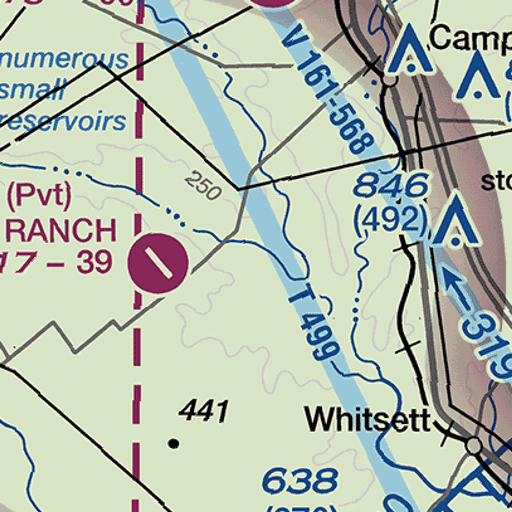 Camp
numerous
small
reservoirs
V 161-568
250
846
(492)
(Pvt)
RANCH
17 – 39
T 499
319
441
Whitsett
638